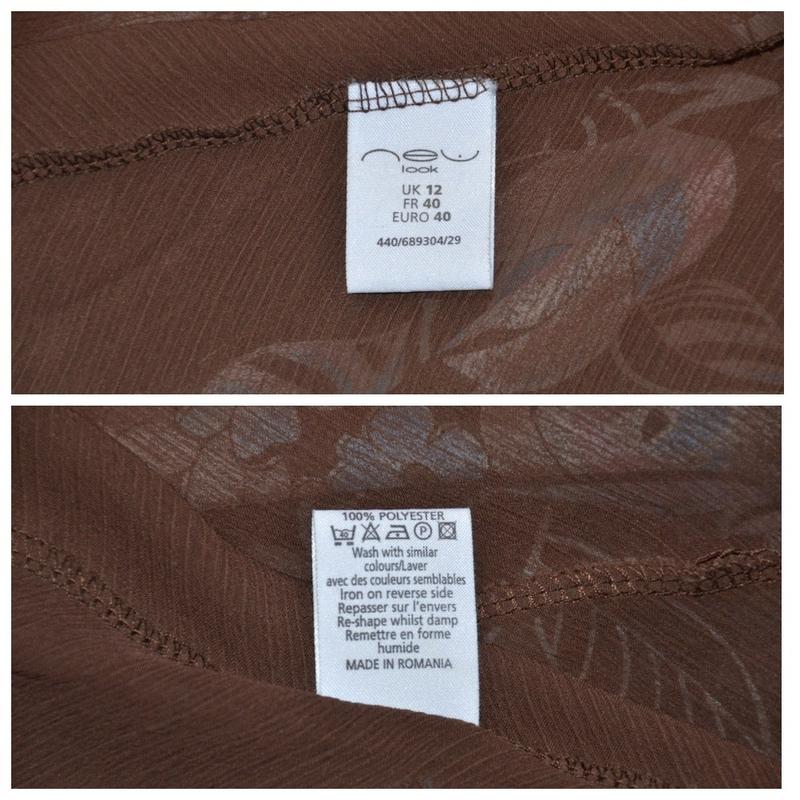 new
look
UK 12
FR 40
EURO 40
440/689304/29
100% POLYESTER
40 P
Wash with similar
colours/Laver
avec des couleurs semblables
Iron on reverse side
Repasser sur l'envers
Re-shape whilst damp
Remettre en forme
humide
MADE IN ROMANIA